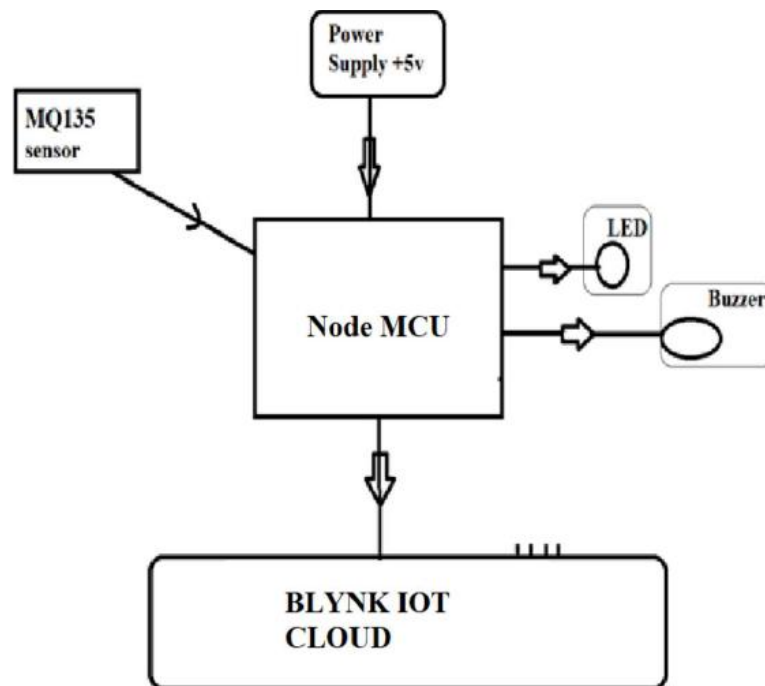 Power
Supply +5v
MQ135
sensor
LED
Buzzer
Node MCU
BLYNK IOT
CLOUD